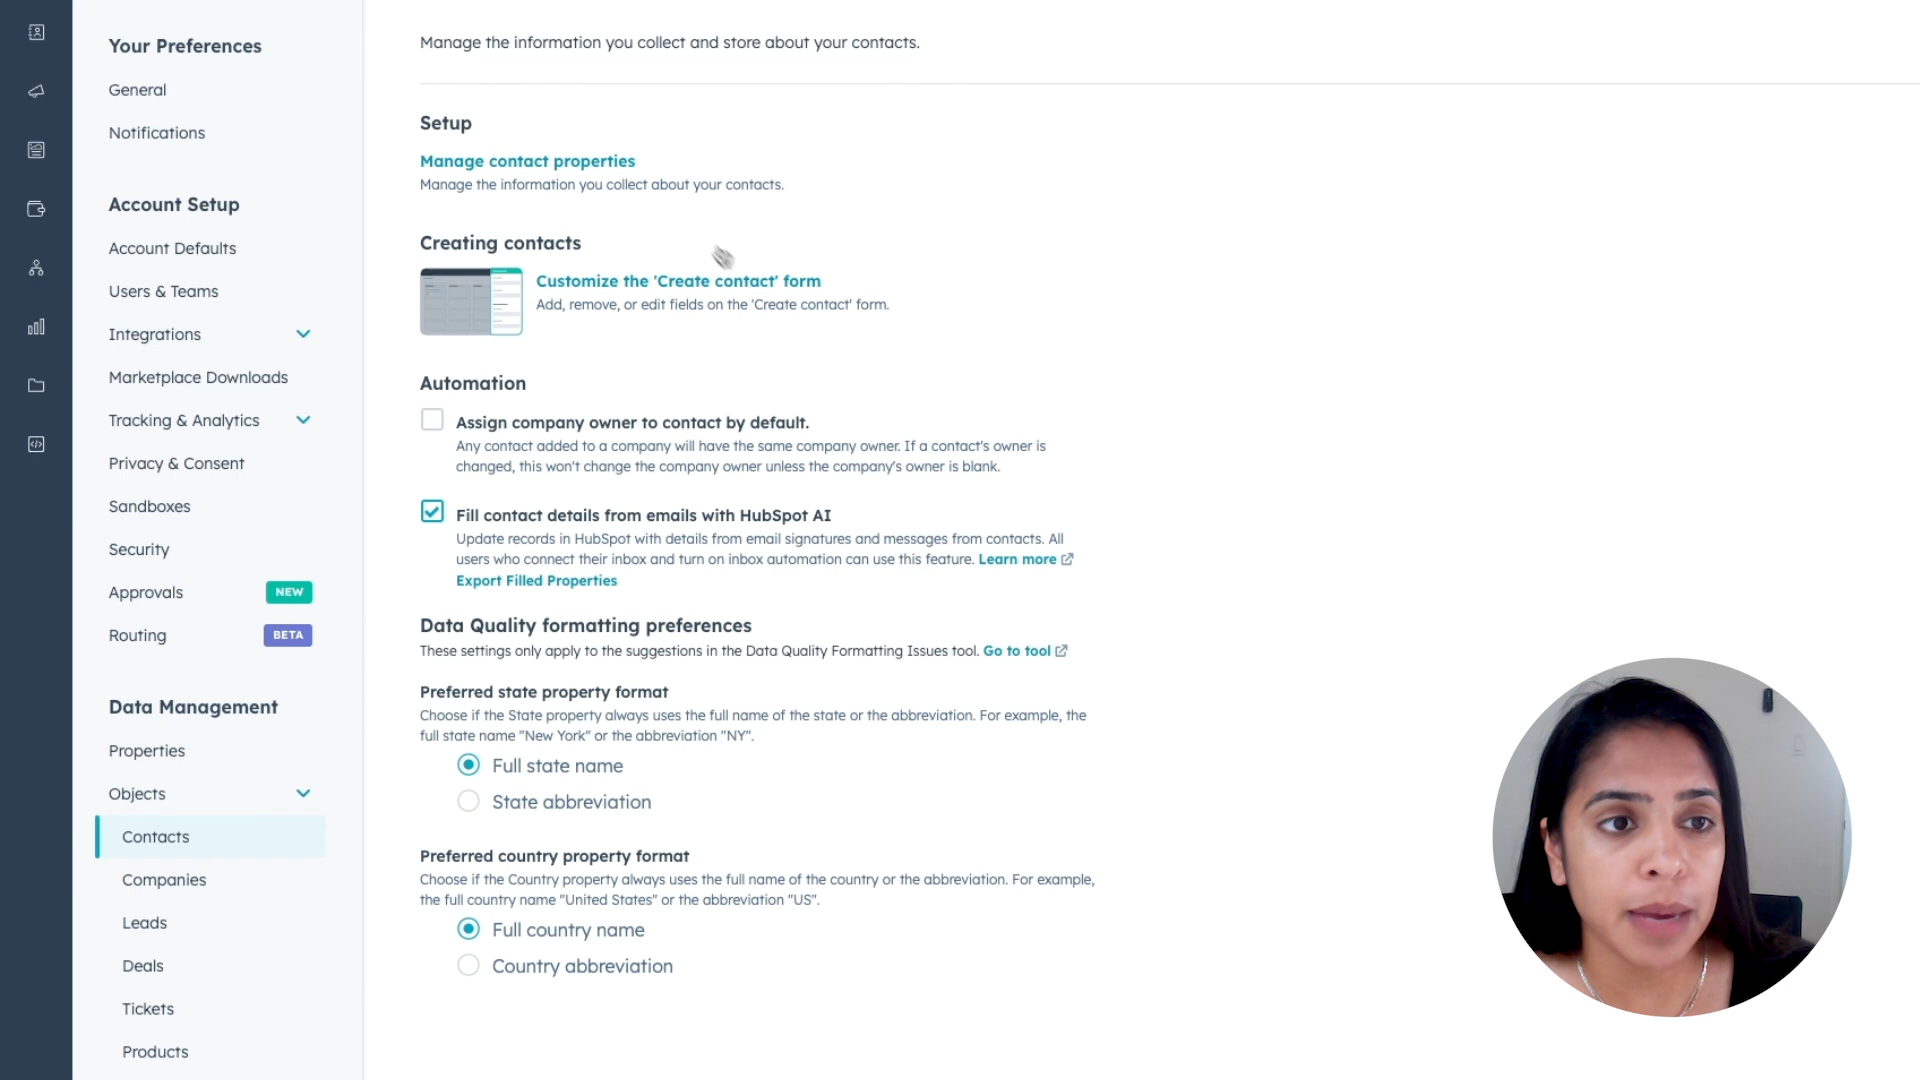 Your Preferences
General
Notifications
Account Setup
Account Defaults
Users & Teams
Integrations
Marketplace Downloads
Tracking & Analytics
Privacy & Consent
Sandboxes
Security
Approvals NEW
Routing BETA
Data Management
Properties
Objects
Contacts
Companies
Leads
Deals
Tickets
Products
Manage the information you collect and store about your contacts.
Setup
Manage contact properties
Manage the information you collect about your contacts.
Creating contacts
Customize the 'Create contact' form
Add, remove, or edit fields on the 'Create contact' form.
Automation
Assign company owner to contact by default.
Any contact added to a company will have the same company owner. If a contact's owner is
changed, this won't change the company owner unless the company's owner is blank.
Fill contact details from emails with HubSpot AI
Update records in HubSpot with details from email signatures and messages from contacts. All
users who connect their inbox and turn on inbox automation can use this feature. Learn more
Export Filled Properties
Data Quality formatting preferences
These settings only apply to the suggestions in the Data Quality Formatting Issues tool. Go to tool
Preferred state property format
Choose if the State property always uses the full name of the state or the abbreviation. For example, the
full state name "New York" or the abbreviation "NY".
Full state name
State abbreviation
Preferred country property format
Choose if the Country property always uses the full name of the country or the abbreviation. For example,
the full country name "United States" or the abbreviation "US".
Full country name
Country abbreviation